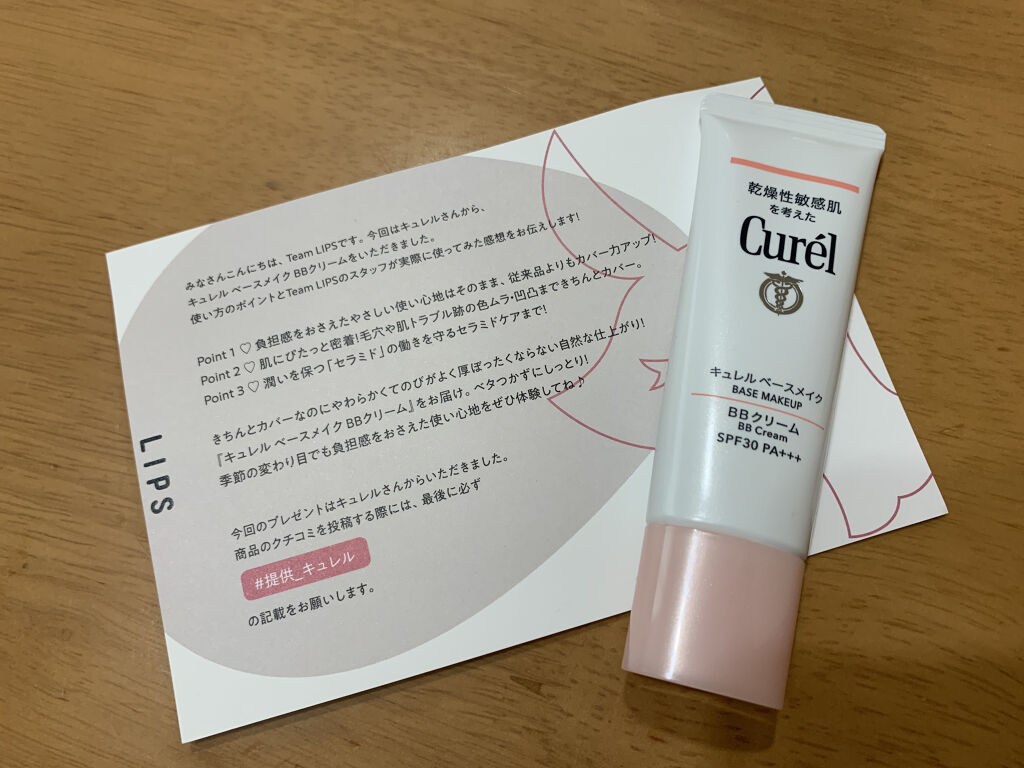 みなさんこんにちは、Team LIPSです。今回はキュレルさんから、
キュレル ベースメイク BBクリームをいただきました。
使い方のポイントとTeam LIPSのスタッフが実際に使ってみた感想をお伝えします!
Point 1 ♡ 負担感をおさえたやさしい使い心地はそのまま、従来品よりもカバー力アップ!
Point 2 ♡ 肌にぴたっと密着!毛穴や肌トラブル跡の色ムラ・凹凸まできちんとカバー。
Point 3 ♡ 潤いを保つ「セラミド」の働きを守るセラミドケアまで!
きちんとカバーなのにやわらかくてのびがよく厚ぼったくならない自然な仕上がり!
『キュレル ベースメイク BBクリーム』をお届け。ベタつかずにしっとり!
季節の変わり目でも負担感をおさえた使い心地をぜひ体験してね♪
今回のプレゼントはキュレルさんからいただきました。
商品のクチコミを投稿する際には、最後に必ず
#提供_キュレル
の記載をお願いします。
LIPS
乾燥性敏感肌
を考えた
Curél
キュレル ベースメイク
BASE MAKEUP
BBクリーム
BB Cream
SPF30 PA+++